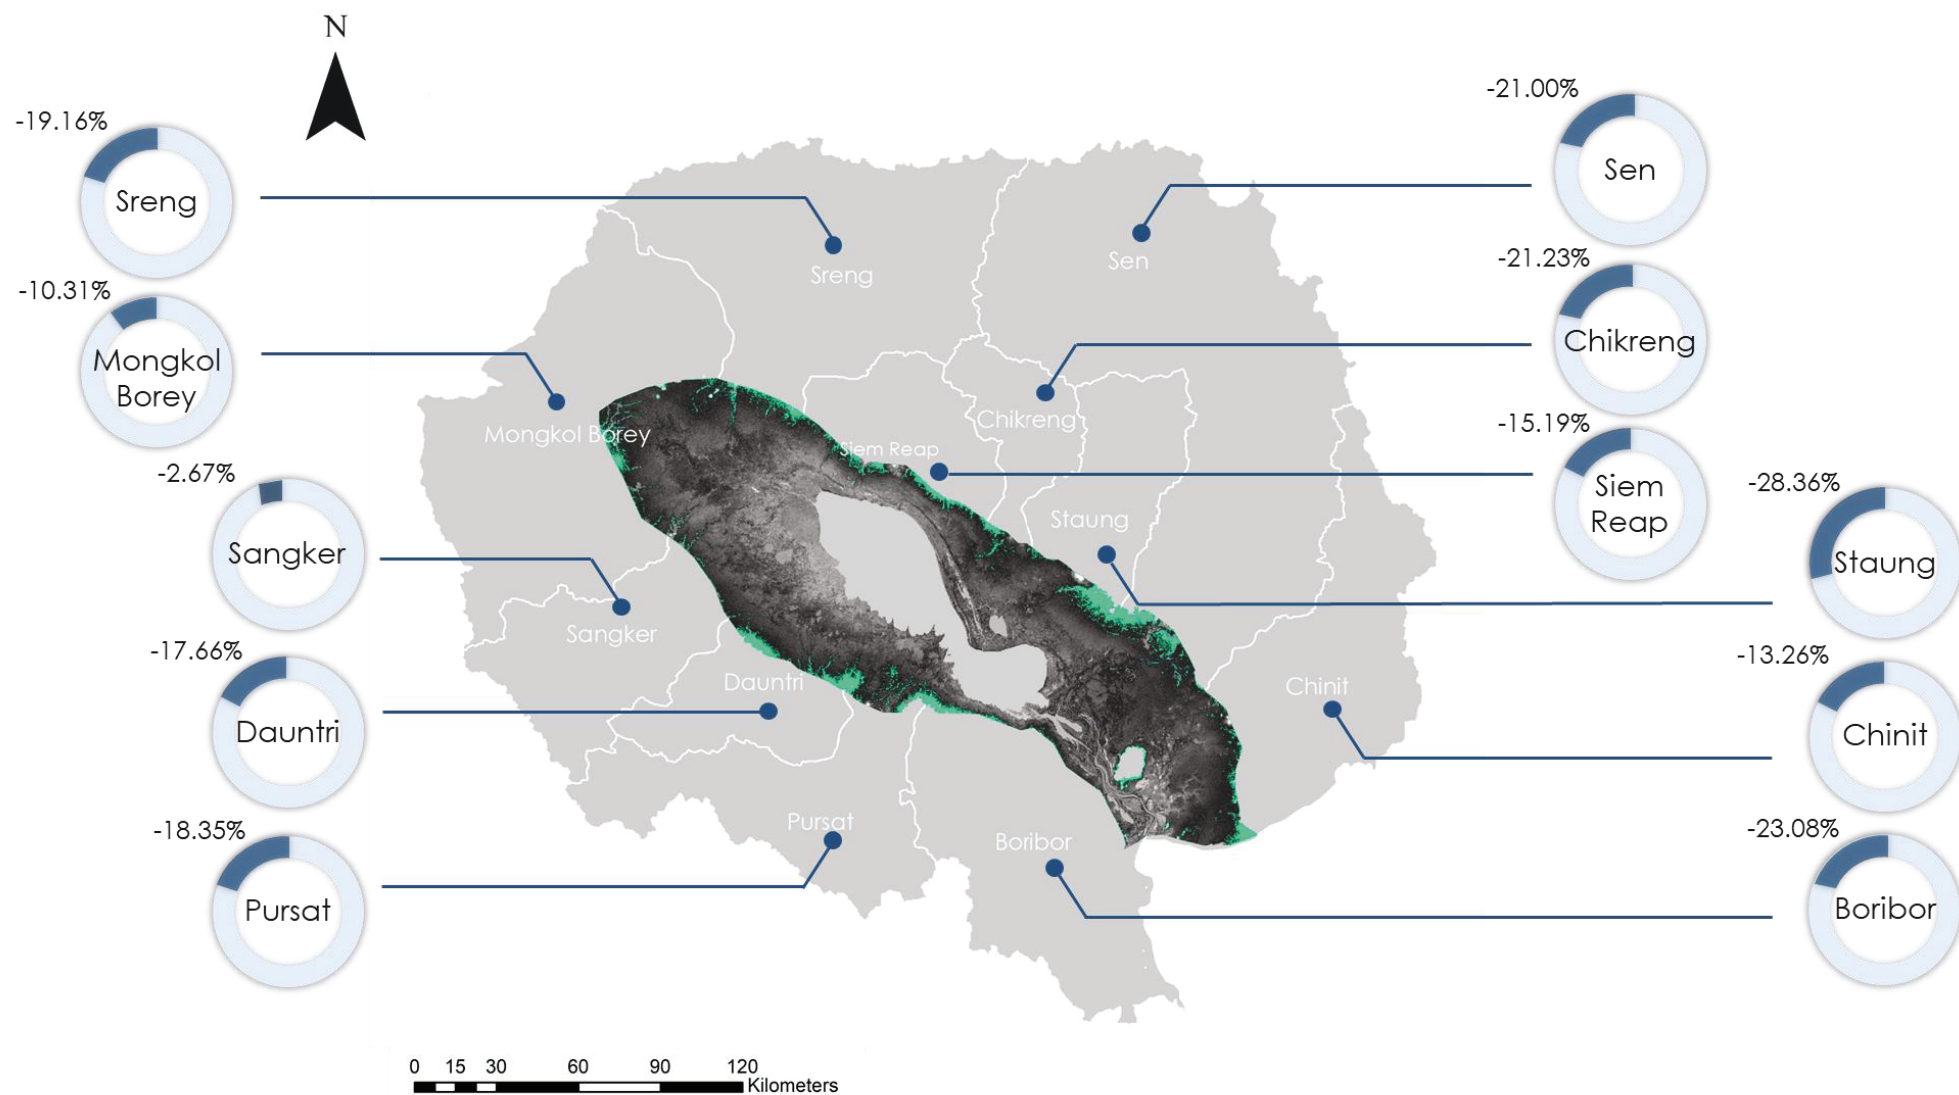 N
-19.16%
Sreng
-10.31%
Mongkol
Borey
-2.67%
Sangker
-17.66%
Dauntri
-18.35%
Pursat
-21.00%
Sen
-21.23%
Chikreng
-15.19%
Siem
Reap
-28.36%
Staung
-13.26%
Chinit
-23.08%
Boribor
Sreng
Sen
Chikreng
Mongkol Borey
Siem Reap
Staung
Sangker
Dauntri
Chinit
Pursat
Boribor
0 15 30 60 90 120
Kilometers